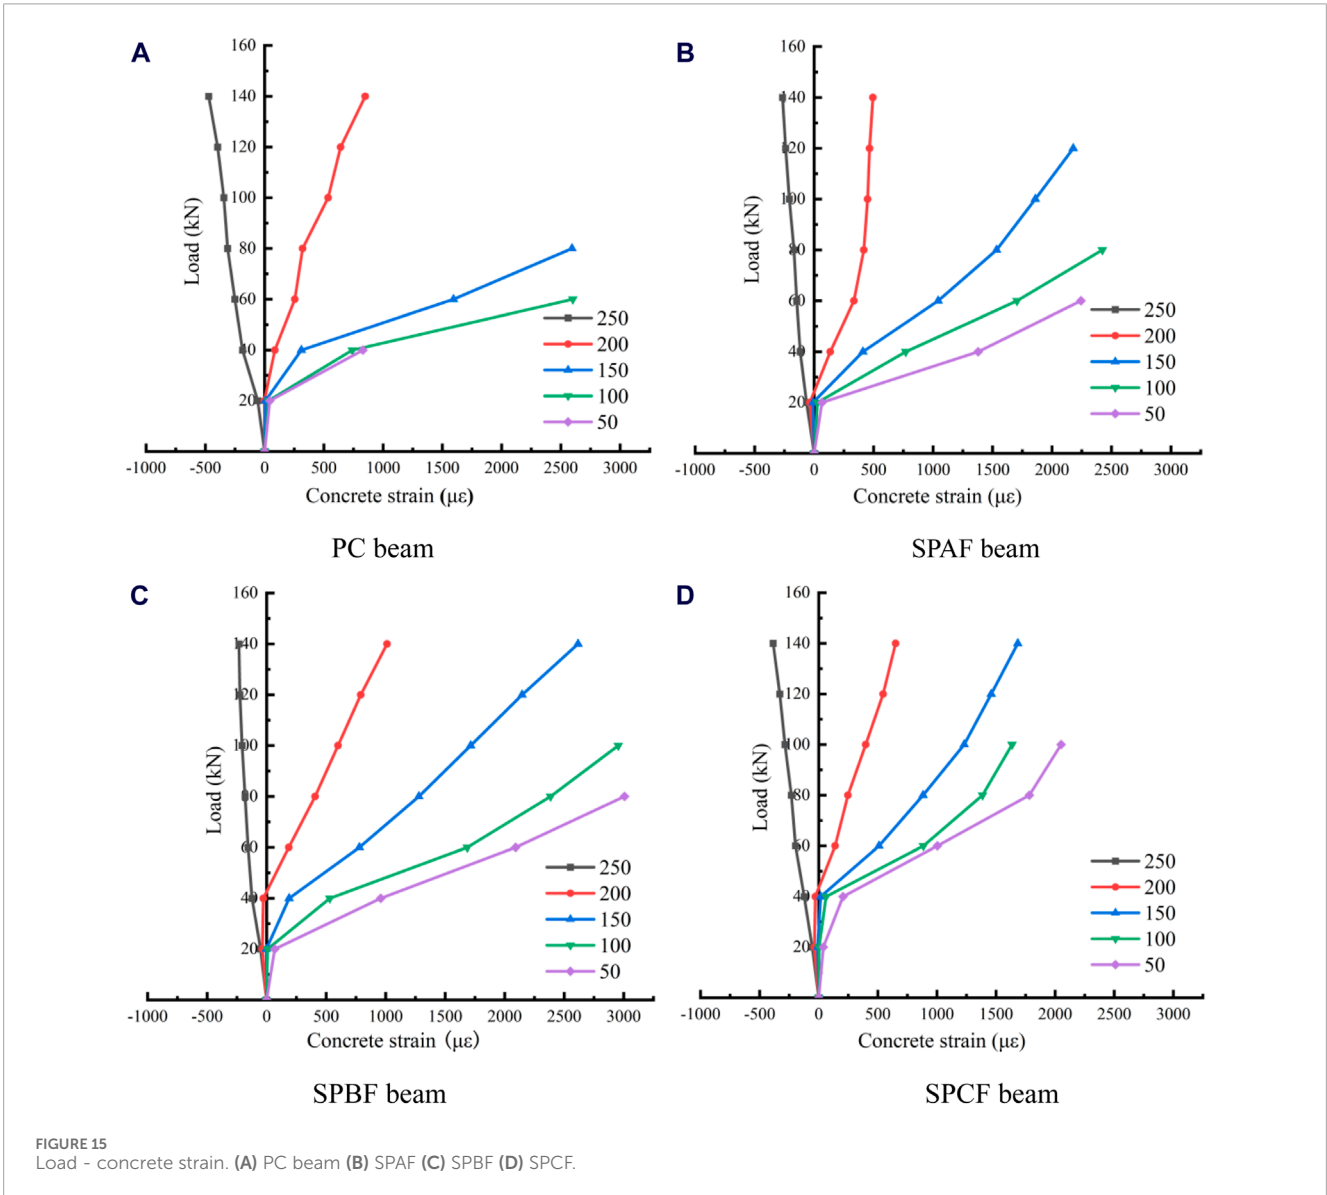 A
160
140
120
100
80
60
40
20
Load (kN)
250
200
150
100
50
-1000 -500 0 500 1000 1500 2000 2500 3000
Concrete strain (με)
PC beam
B
160
140
120
100
80
60
40
20
Load (kN)
250
200
150
100
50
-1000 -500 0 500 1000 1500 2000 2500 3000
Concrete strain (με)
SPAF beam
C
160
140
120
100
80
60
40
20
Load (kN)
250
200
150
100
50
-1000 -500 0 500 1000 1500 2000 2500 3000
Concrete strain (με)
SPBF beam
D
160
140
120
100
80
60
40
20
Load (kN)
250
200
150
100
50
-1000 -500 0 500 1000 1500 2000 2500 3000
Concrete strain (με)
SPCF beam
FIGURE 15
Load - concrete strain. (A) PC beam (B) SPAF (C) SPBF (D) SPCF.